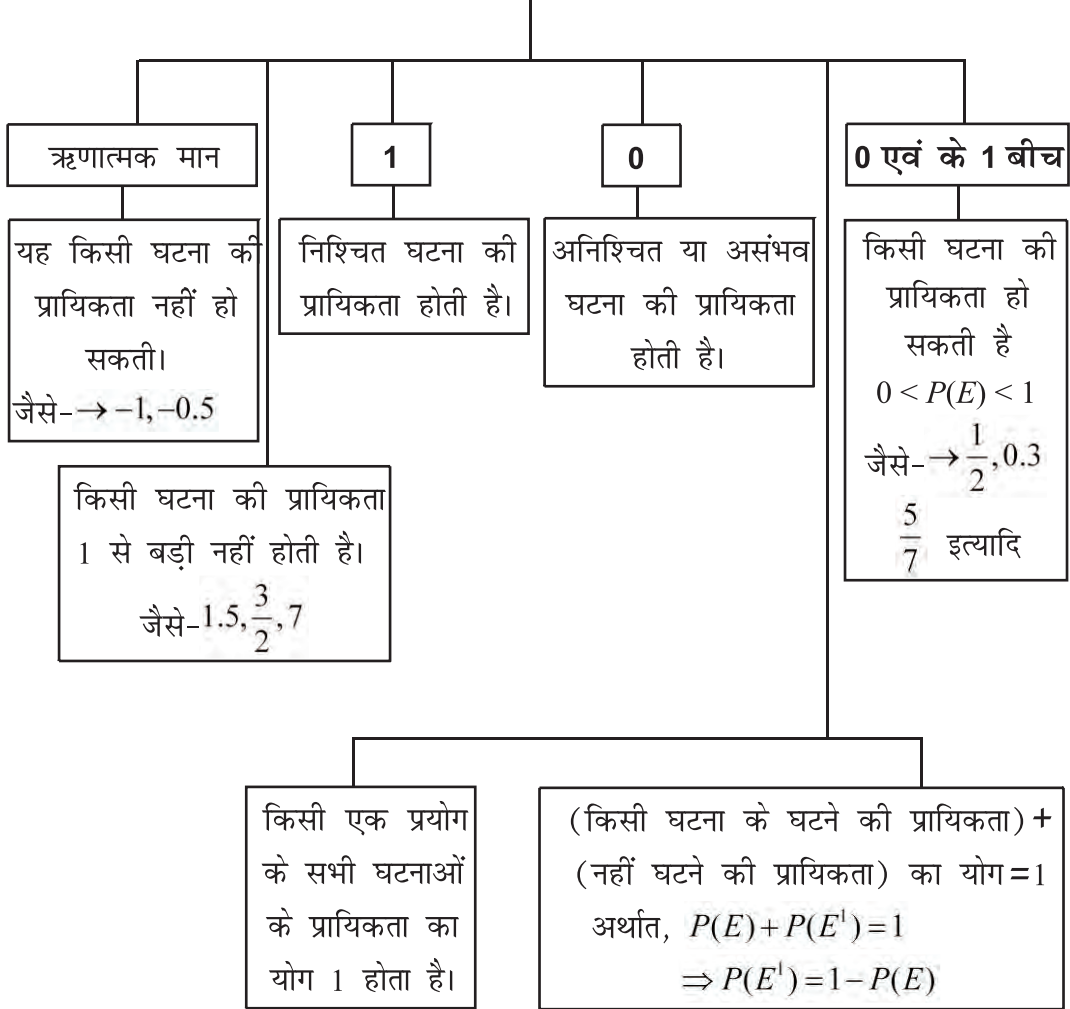 ऋणात्मक मान
यह किसी घटना की
प्रायिकता नहीं हो
सकती।
जैसे-→ −1, −0.5
किसी घटना की प्रायिकता
1 से बड़ी नहीं होती है।
जैसे- 1.5, 3/2, 7
1
निश्चित घटना की
प्रायिकता होती है।
0
अनिश्चित या असंभव
घटना की प्रायिकता
होती है।
0 एवं के 1 बीच
किसी घटना की
प्रायिकता हो
सकती है
0 < P(E) < 1
जैसे-→ 1/2, 0.3
5/7 इत्यादि
किसी एक प्रयोग
के सभी घटनाओं
के प्रायिकता का
योग 1 होता है।
(किसी घटना के घटने की प्रायिकता) +
(नहीं घटने की प्रायिकता) का योग = 1
अर्थात, P(E) + P(E¹) = 1
⇒ P(E¹) = 1 − P(E)